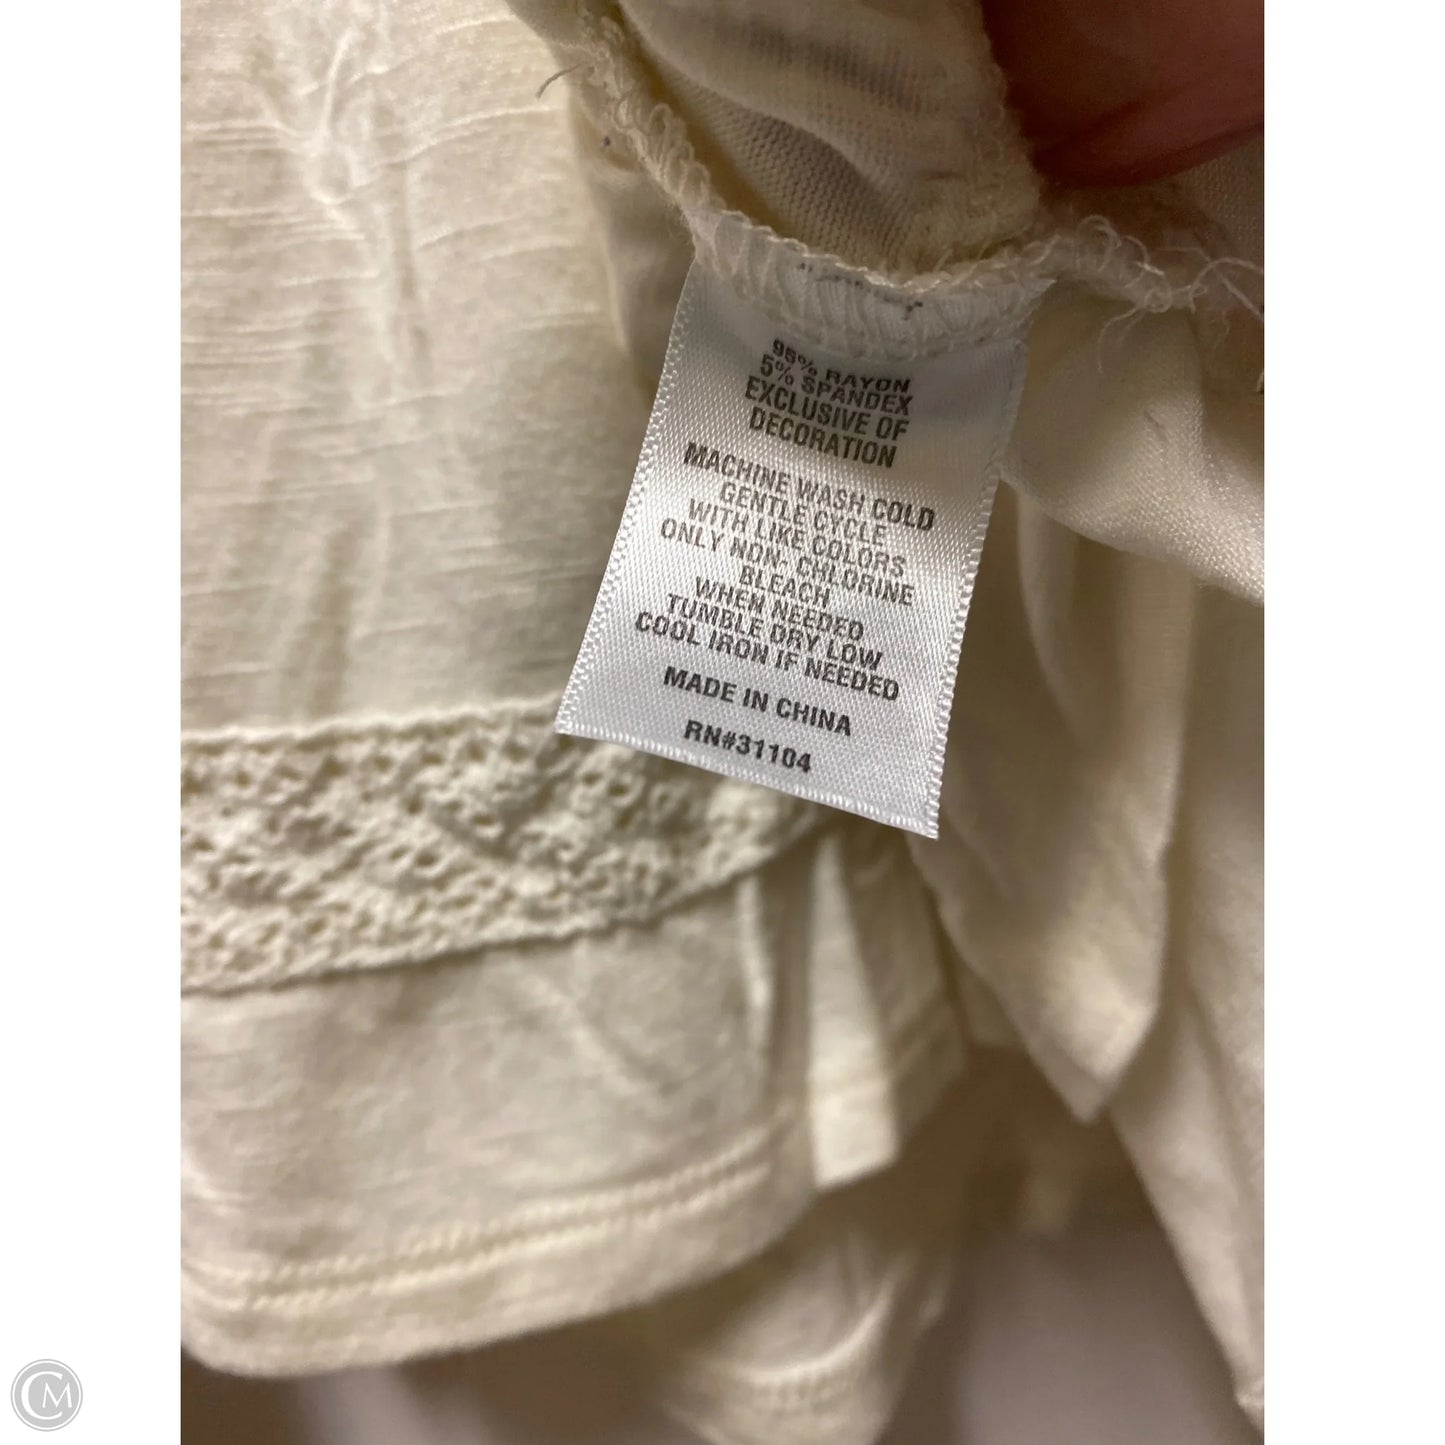 95% RAYON
5% SPANDEX
EXCLUSIVE OF
DECORATION
MACHINE WASH COLD
GENTLE CYCLE
WITH LIKE COLORS
ONLY NON- CHLORINE
BLEACH
WHEN NEEDED
TUMBLE DRY LOW
COOL IRON IF NEEDED
MADE IN CHINA
RN#31104
CM